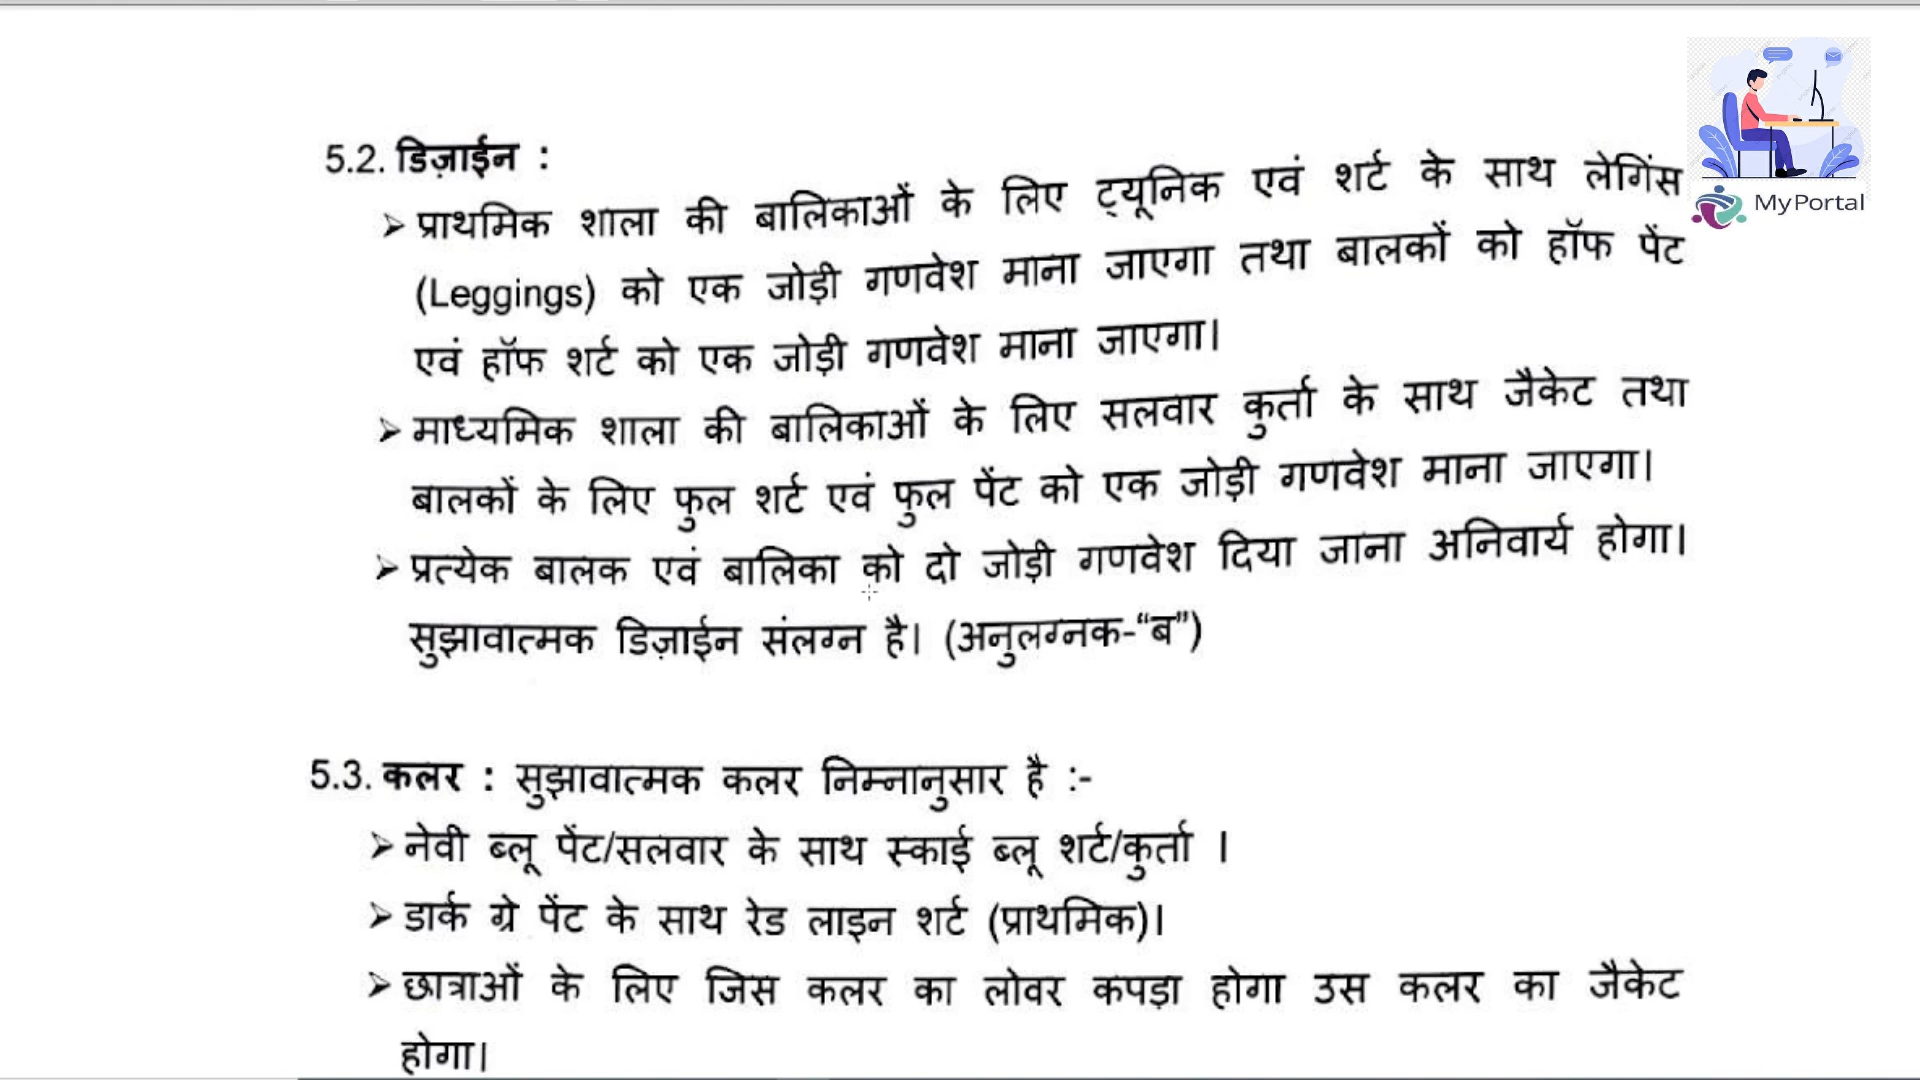 5.2. डिज़ाईन :
➢ प्राथमिक शाला की बालिकाओं के लिए ट्यूनिक एवं शर्ट के साथ लेगिंस
(Leggings) को एक जोड़ी गणवेश माना जाएगा तथा बालकों को हॉफ पेंट
एवं हॉफ शर्ट को एक जोड़ी गणवेश माना जाएगा।
➢ माध्यमिक शाला की बालिकाओं के लिए सलवार कुर्ता के साथ जैकेट तथा
बालकों के लिए फुल शर्ट एवं फुल पेंट को एक जोड़ी गणवेश माना जाएगा।
➢ प्रत्येक बालक एवं बालिका को दो जोड़ी गणवेश दिया जाना अनिवार्य होगा।
सुझावात्मक डिज़ाईन संलग्न है। (अनुलग्नक-“ब”)
5.3. कलर : सुझावात्मक कलर निम्नानुसार है :-
➢ नेवी ब्लू पेंट/सलवार के साथ स्काई ब्लू शर्ट/कुर्ता ।
➢ डार्क ग्रे पेंट के साथ रेड लाइन शर्ट (प्राथमिक)।
➢ छात्राओं के लिए जिस कलर का लोवर कपड़ा होगा उस कलर का जैकेट
होगा।
MyPortal